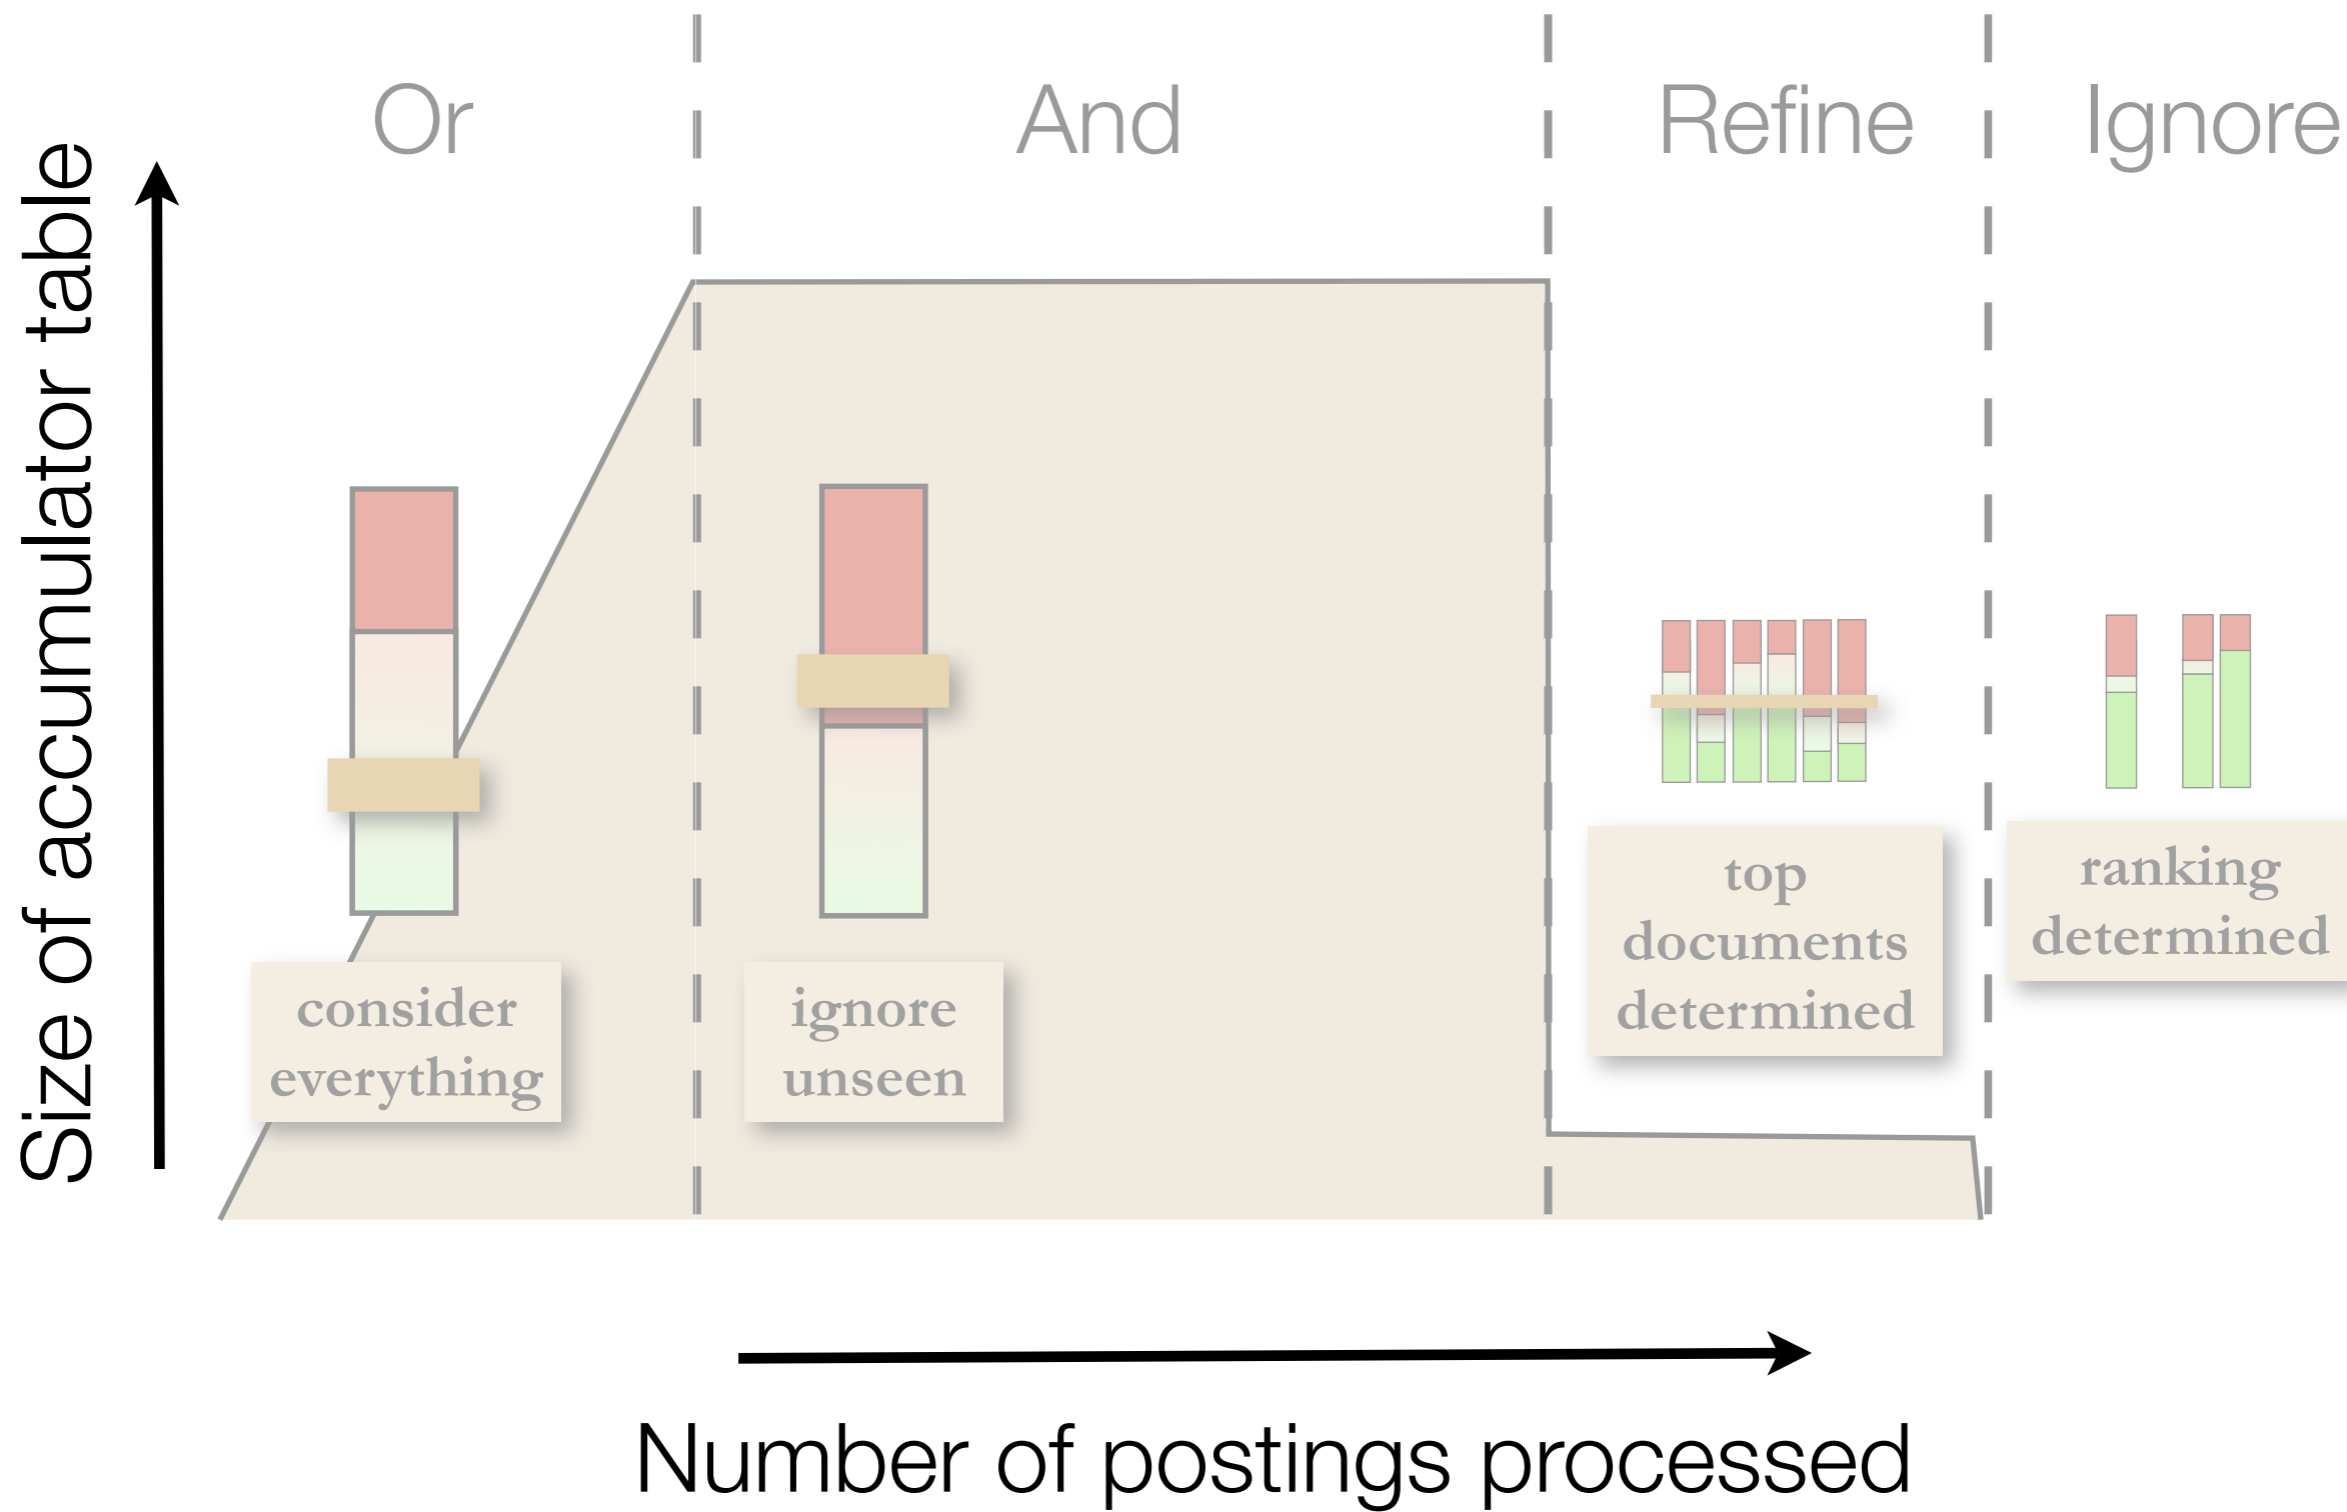 Or
And
Refine
Ignore
Size of accumulator table
consider
everything
ignore
unseen
top
documents
determined
ranking
determined
Number of postings processed